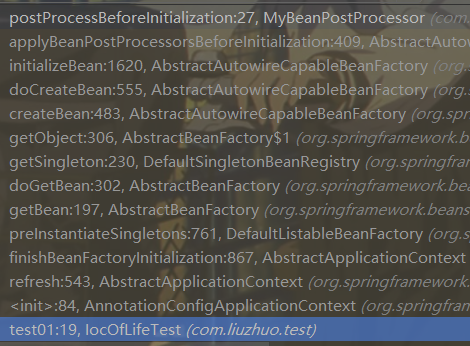 postProcessBeforeInitialization:27, MyBeanPostProcessor (com
applyBeanPostProcessorsBeforeInitialization:409, AbstractAutow
initializeBean:1620, AbstractAutowireCapableBeanFactory (org.
doCreateBean:555, AbstractAutowireCapableBeanFactory (org.s
createBean:483, AbstractAutowireCapableBeanFactory (org.spr
getObject:306, AbstractBeanFactory$1 (org.springframework.b
getSingleton:230, DefaultSingletonBeanRegistry (org.springfra
doGetBean:302, AbstractBeanFactory (org.springframework.bea
getBean:197, AbstractBeanFactory (org.springframework.beans
preInstantiateSingletons:761, DefaultListableBeanFactory (org.s
finishBeanFactoryInitialization:867, AbstractApplicationContext
refresh:543, AbstractApplicationContext (org.springframework
<init>:84, AnnotationConfigApplicationContext (org.springfram
test01:19, IocOfLifeTest (com.liuzhuo.test)